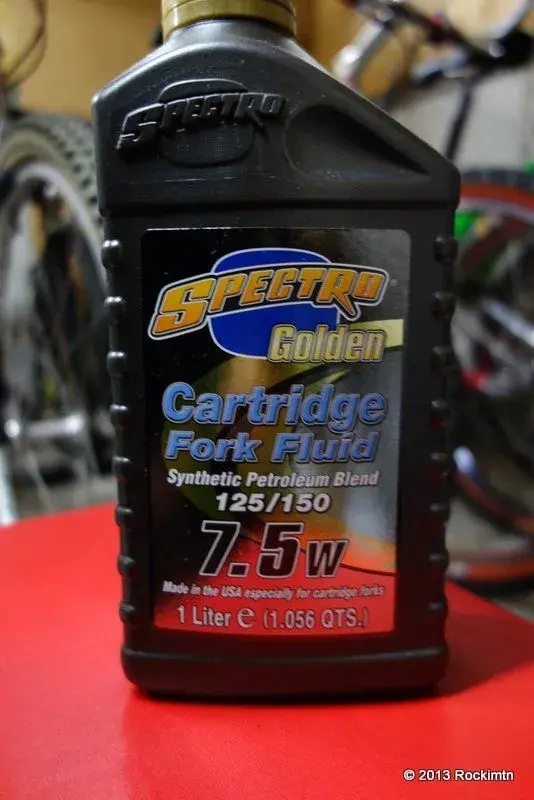 SPECTRO
SPECTRO®
Golden
Cartridge
Fork Fluid
Synthetic Petroleum Blend
125/150
7.5W
Made in the USA especially for cartridge forks
1 Liter ℮ (1.056 QTS.)
© 2013 Rockimtn